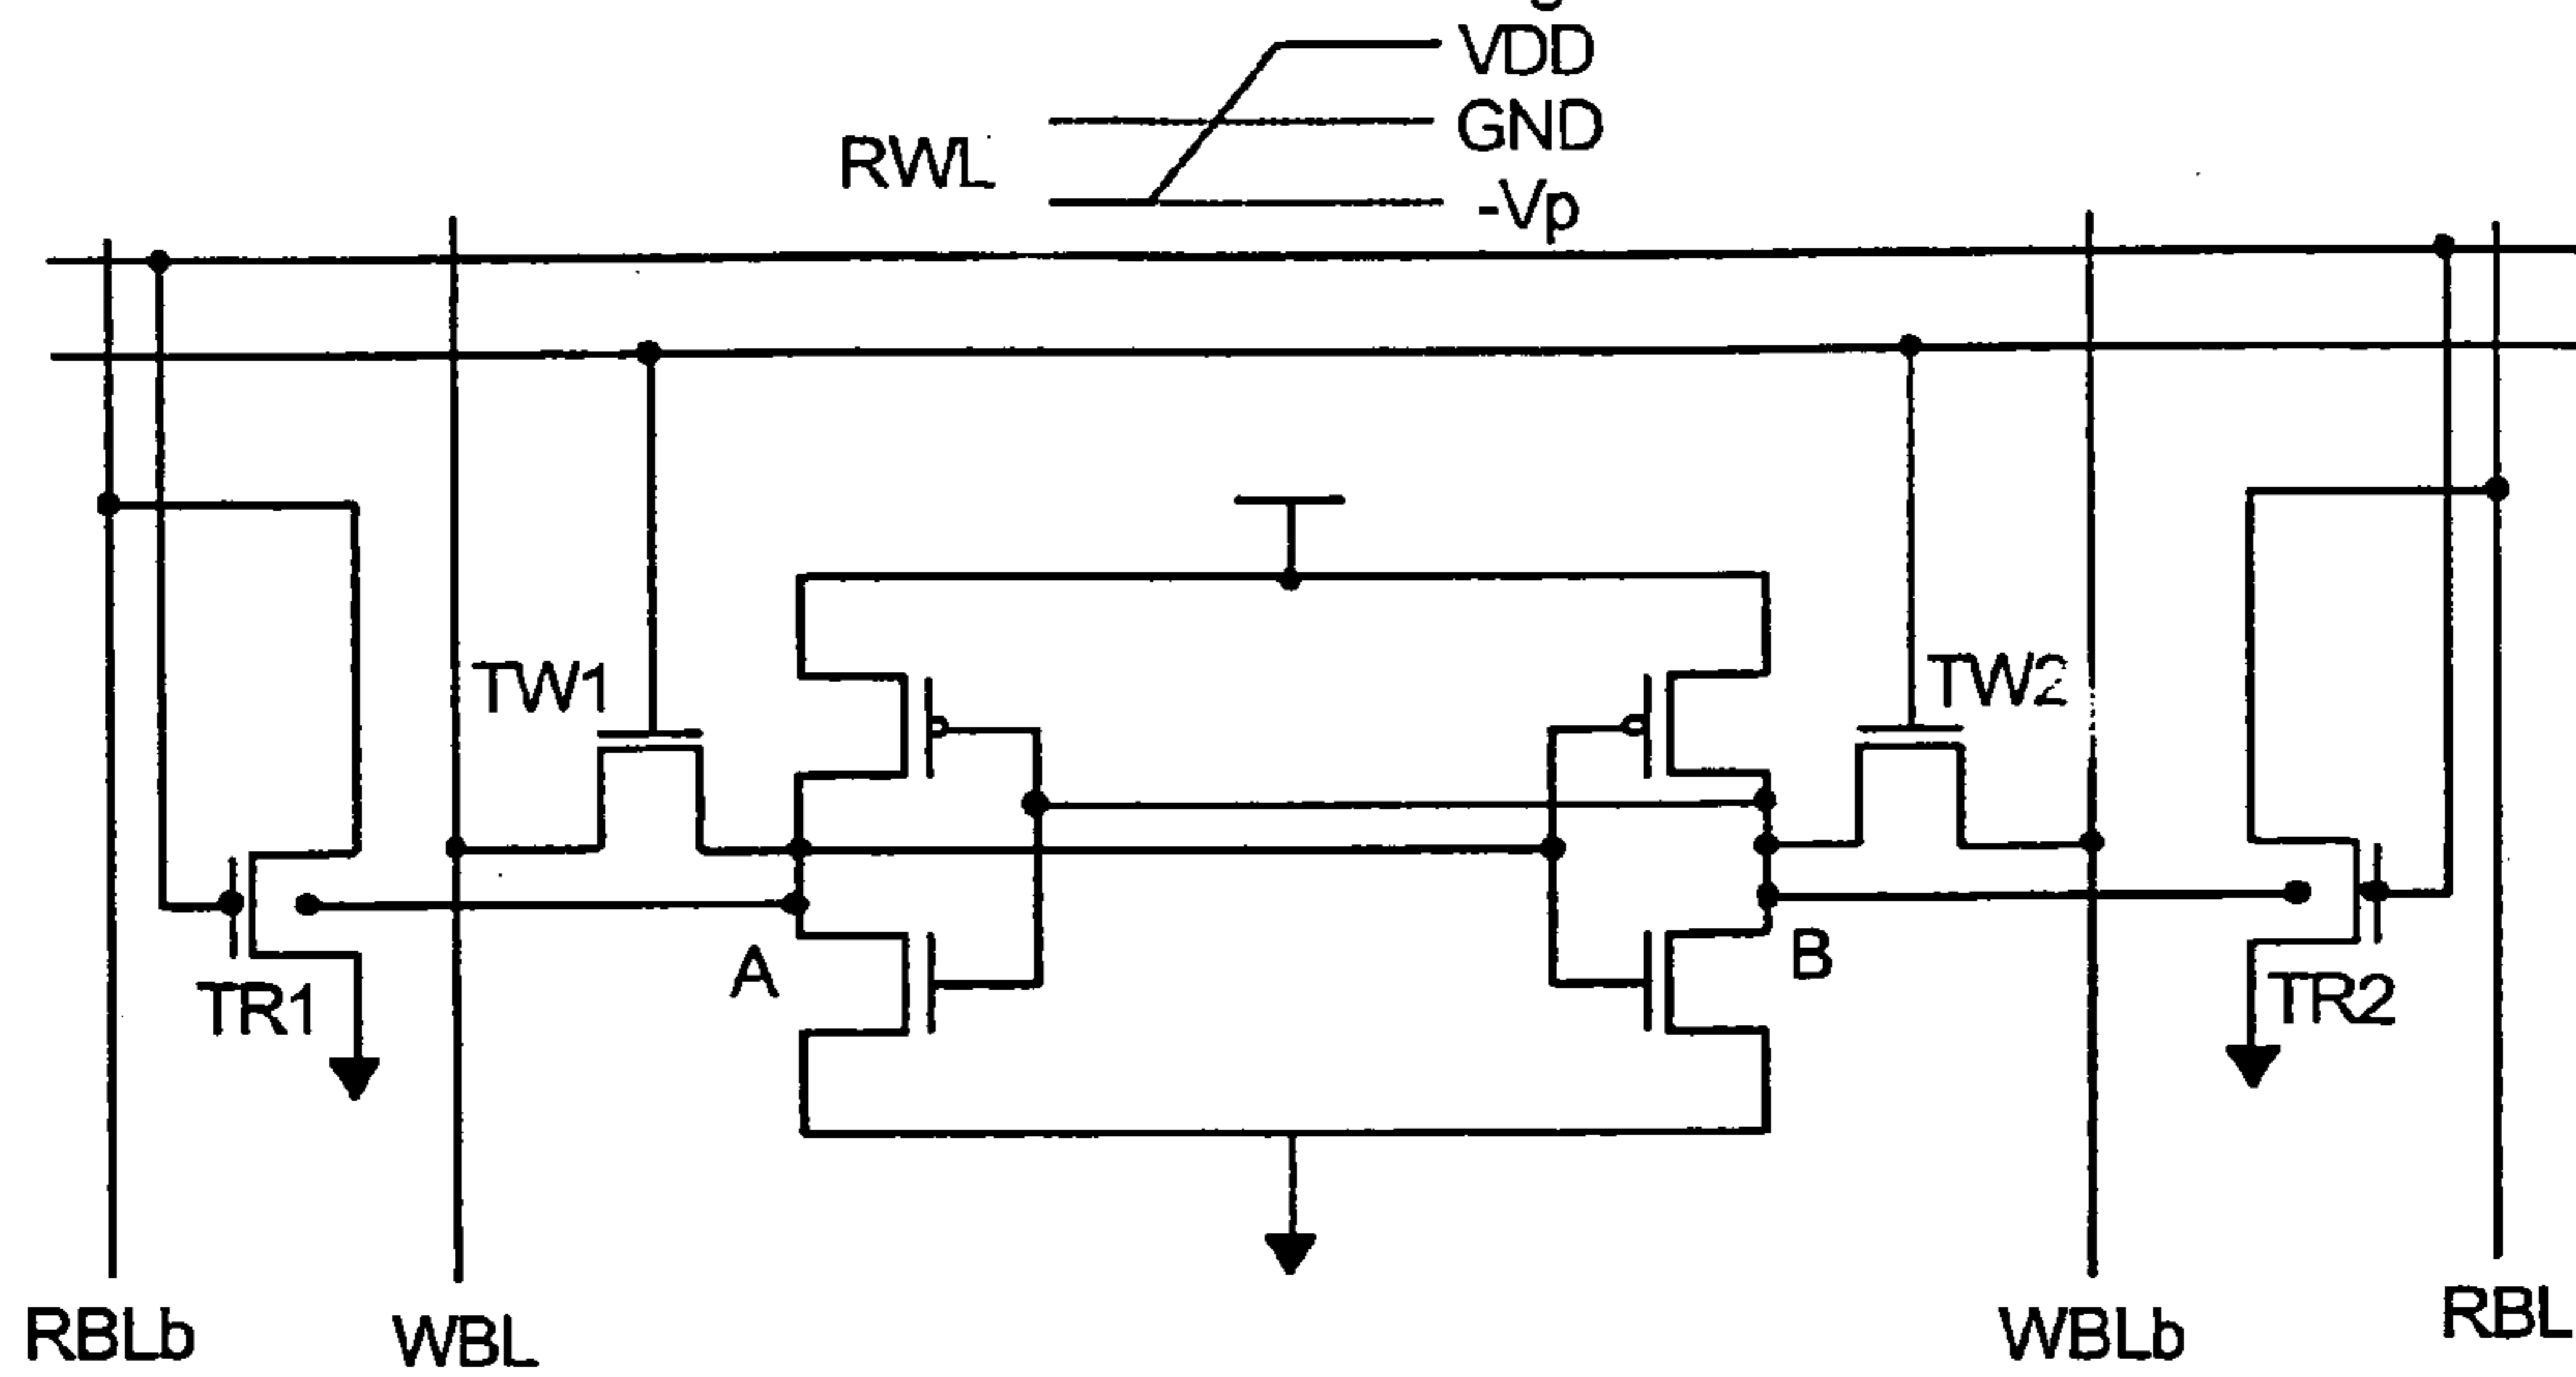 VDD
GND
RWL
-Vp
TW1
TW2
A
B
TR1
TR2
RBLb
WBL
WBLb
RBL